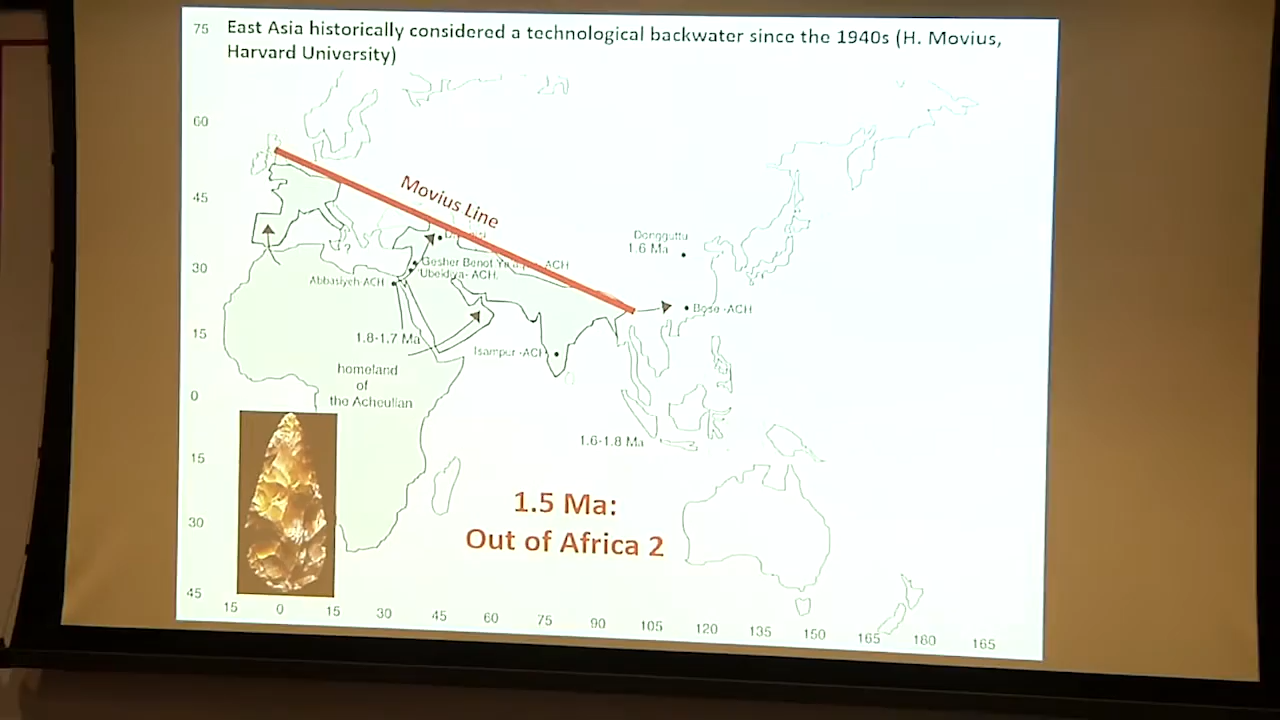 75 East Asia historically considered a technological backwater since the 1940s (H. Movius,
Harvard University)
60
45
Movius Line
Dongguttu
1.6 Ma
30
Gesher Benot ACH
Ubeidiya- ACH.
Abbasiyeh-ACH
Bose -ACH
15
1.8-1.7 Ma
Isampur -ACH
homeland
of
the Acheulian
0
1.6-1.8 Ma
15
1.5 Ma:
Out of Africa 2
30
45
15 0 15 30 45 60 75 90 105 120 135 150 165 180 165